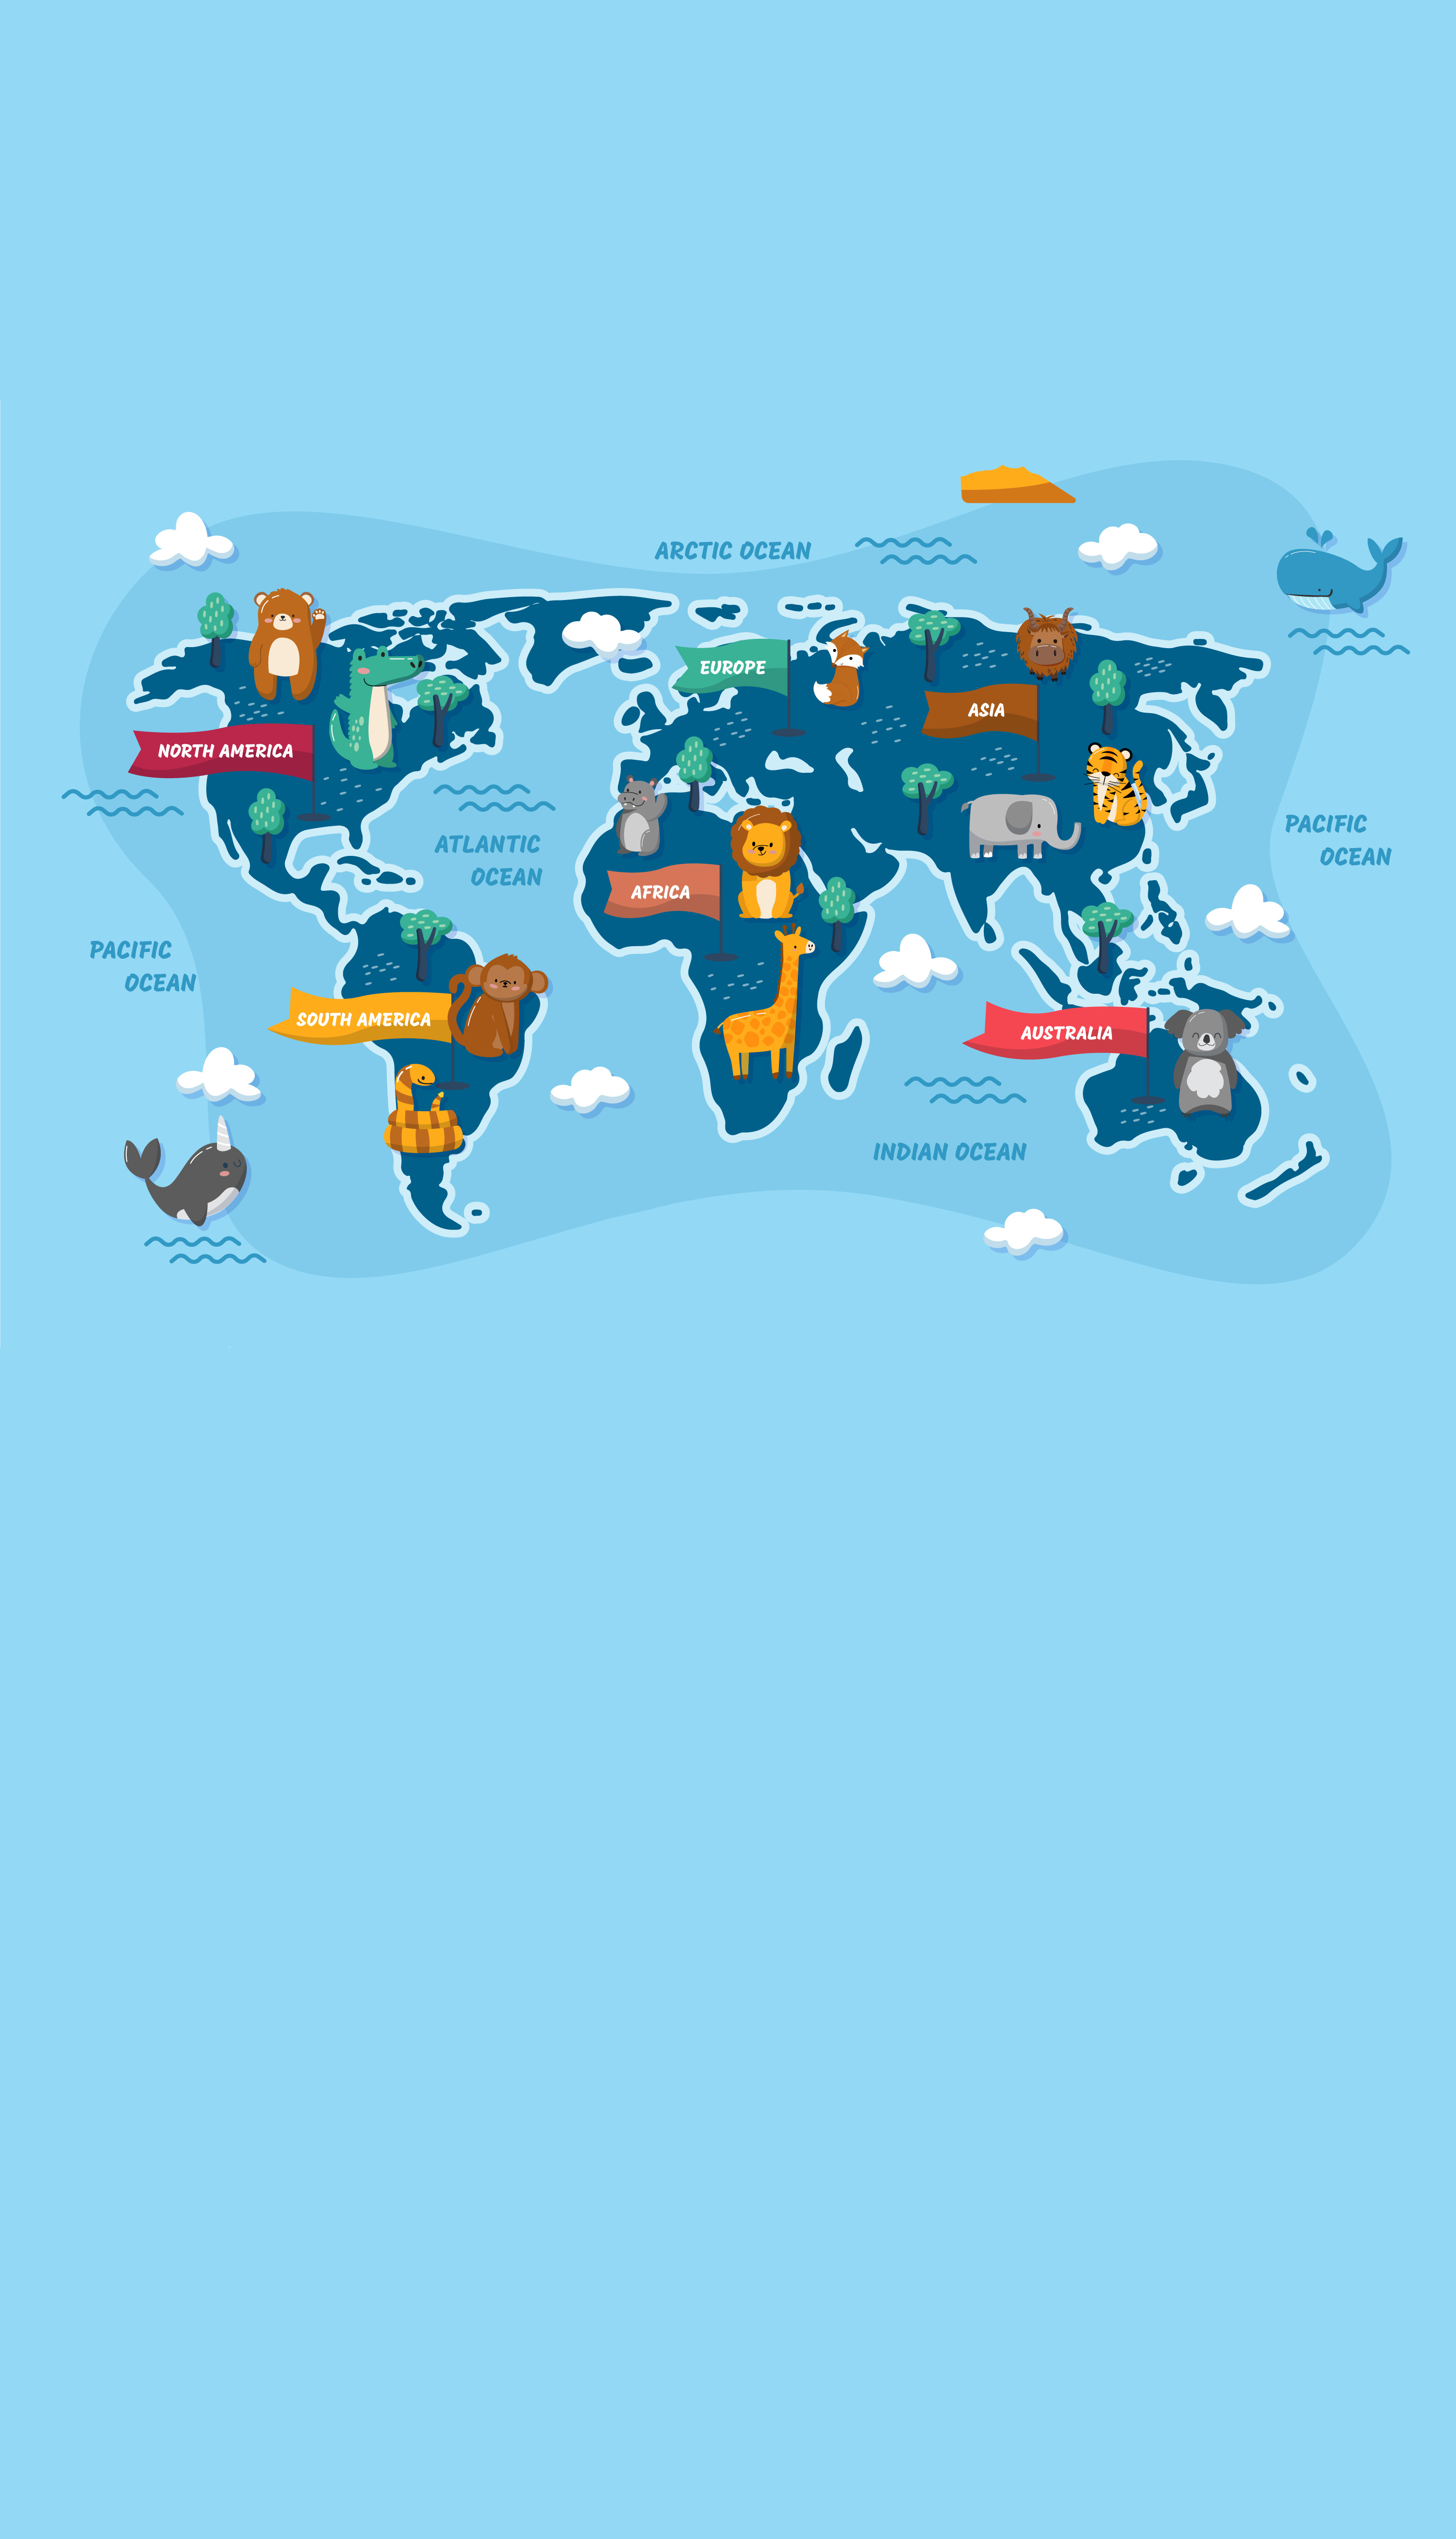 ARCTIC OCEAN
EUROPE
ASIA
NORTH AMERICA
PACIFIC
OCEAN
ATLANTIC
OCEAN
AFRICA
PACIFIC
OCEAN
SOUTH AMERICA
AUSTRALIA
INDIAN OCEAN